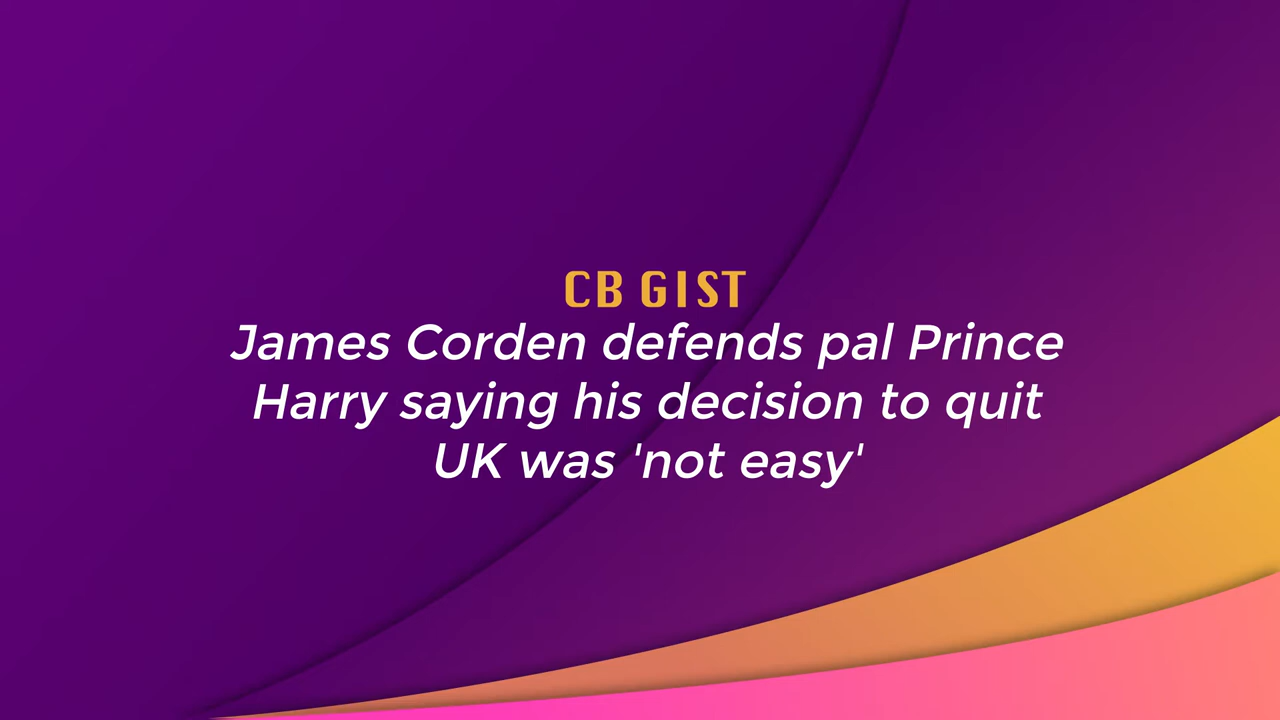 CB GIST
James Corden defends pal Prince
Harry saying his decision to quit
UK was 'not easy'